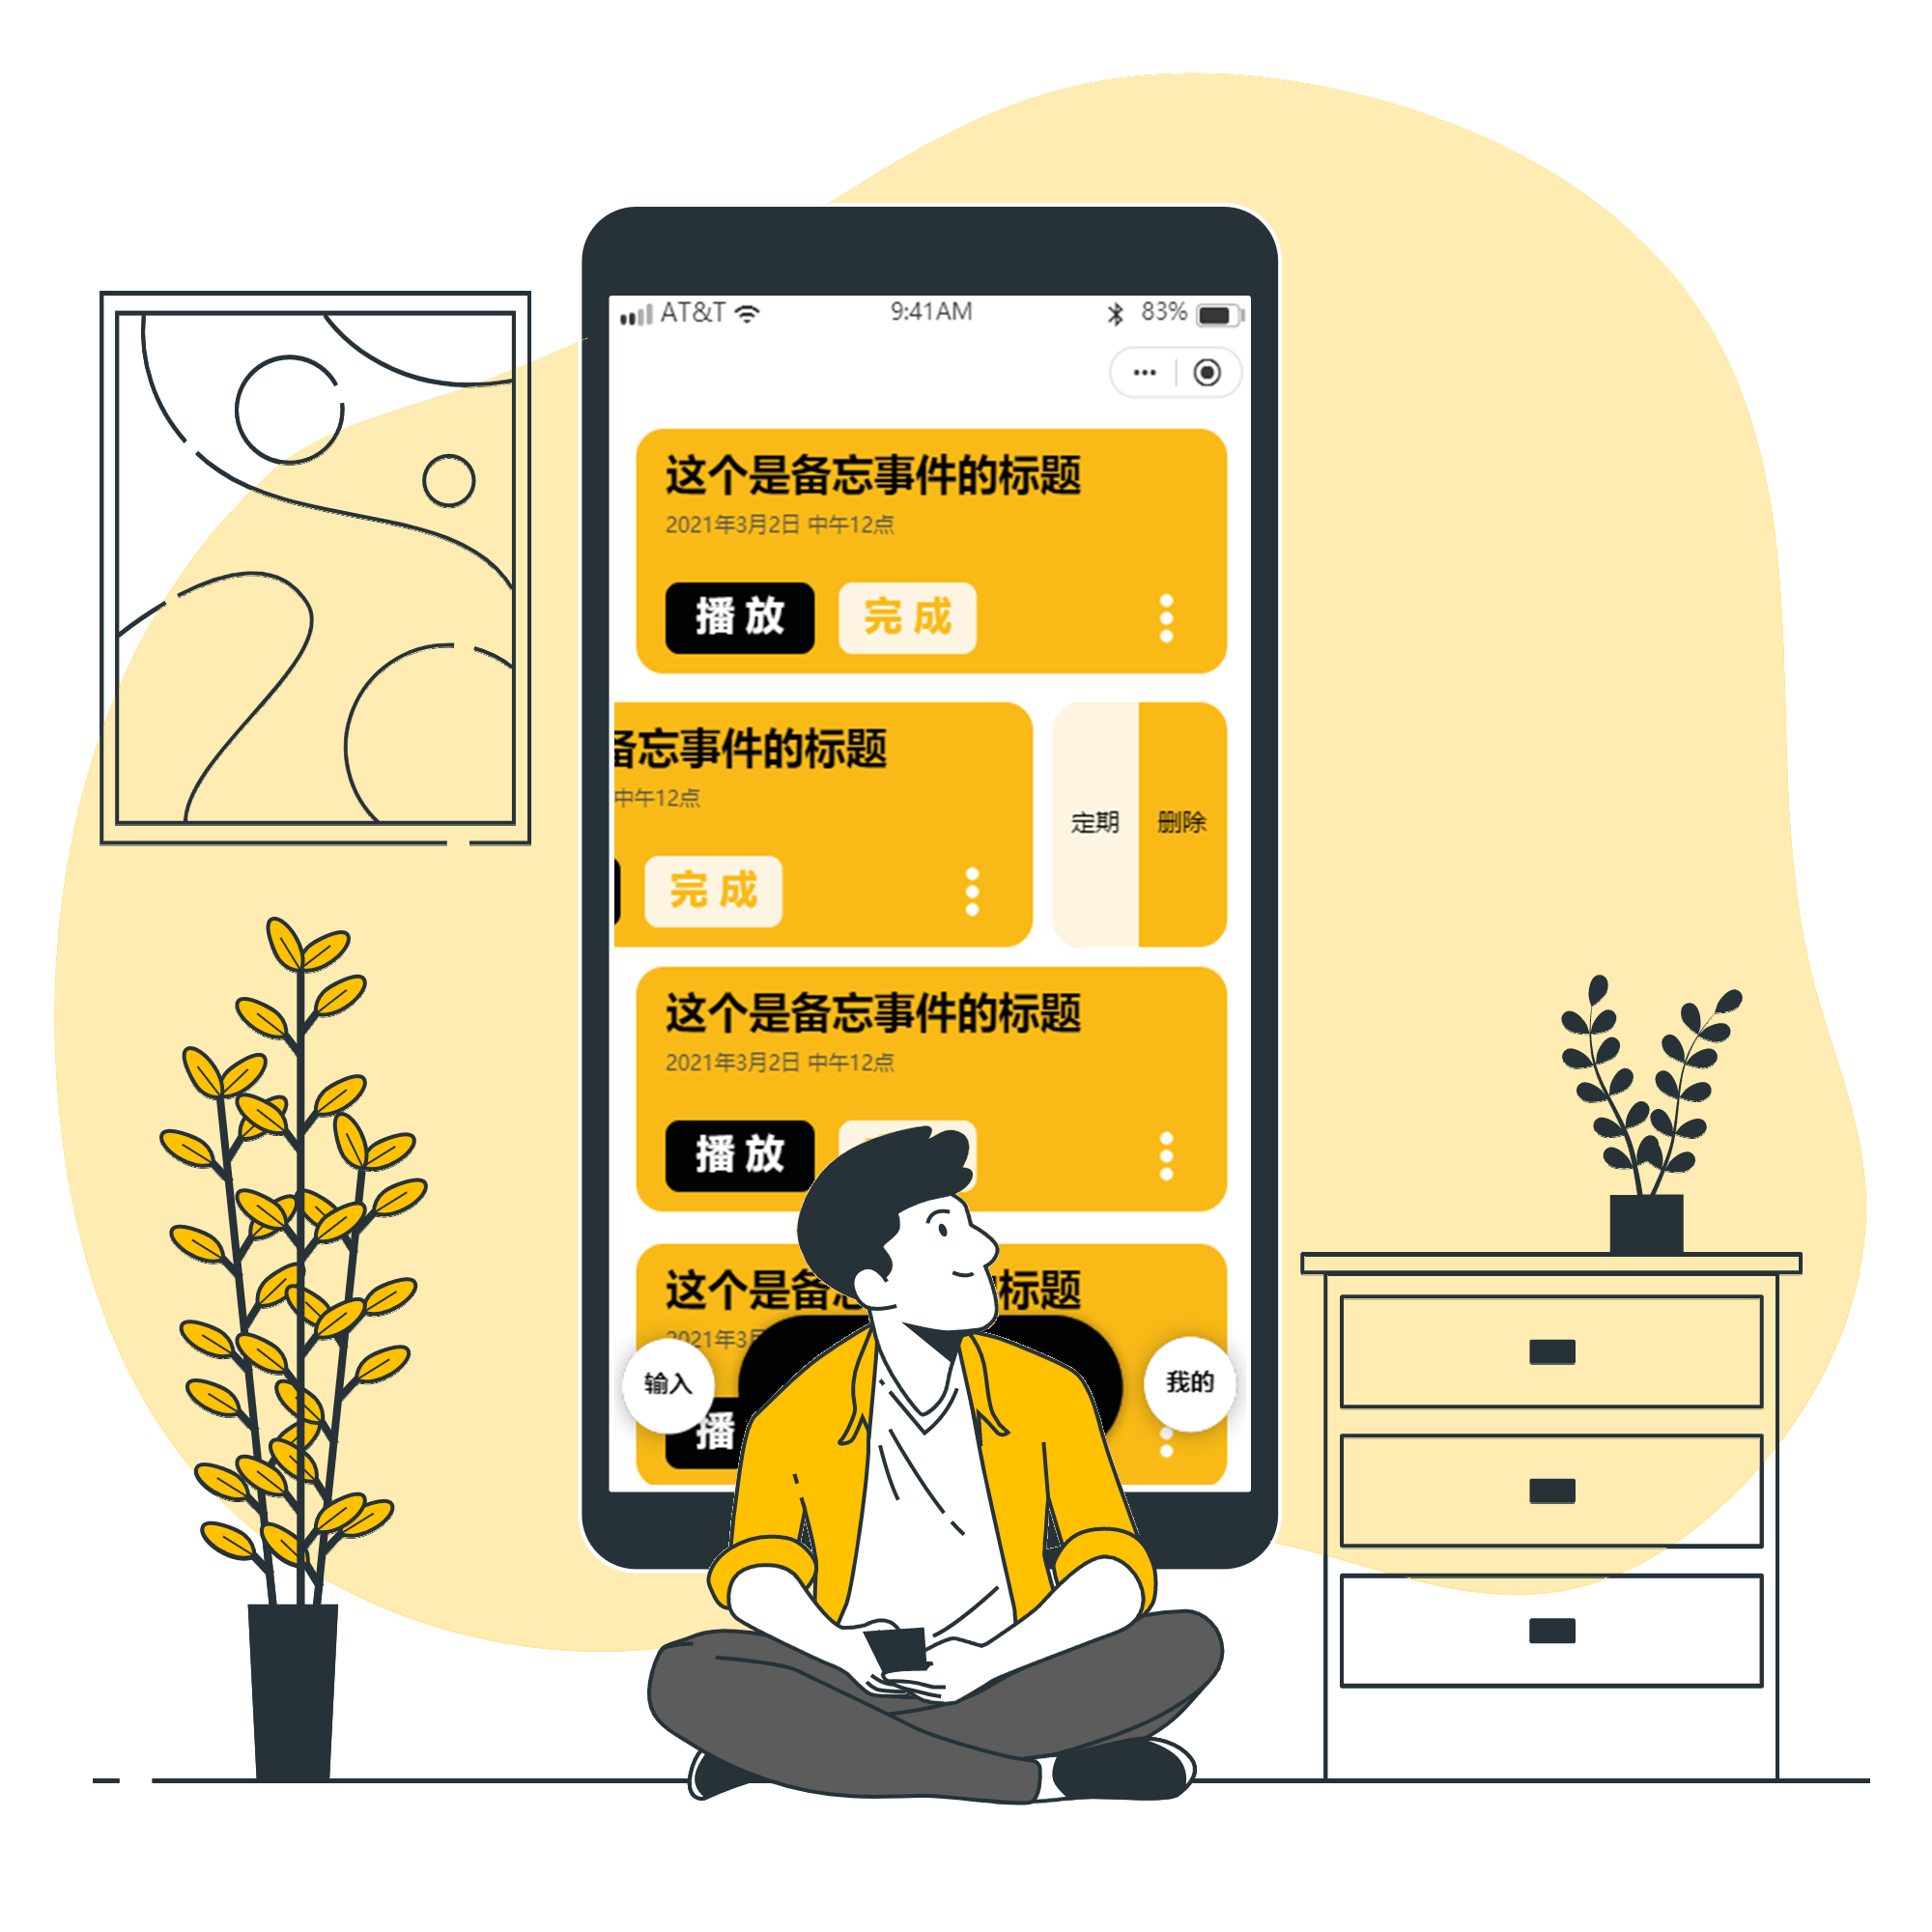 AT&T 9:41AM 83%
这个是备忘事件的标题
2021年3月2日 中午12点
播放 完成
备忘事件的标题
中午12点
定期 删除
完成
这个是备忘事件的标题
2021年3月2日 中午12点
播放
这个是备 标题
2021年3月
输入 我的
播